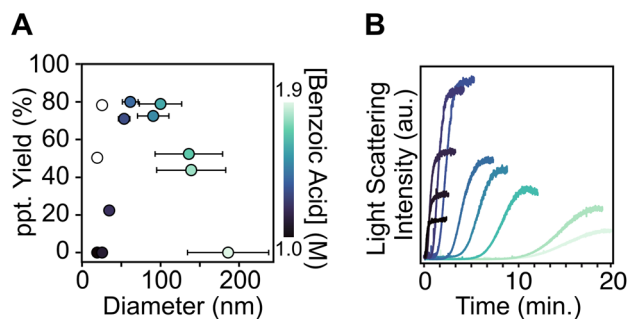 A
ppt. Yield (%)
100
80
60
40
20
0
0
100
200
Diameter (nm)
1.9
[Benzoic Acid] (M)
1.0
B
Light Scattering
Intensity (au.)
0
10
20
Time (min.)